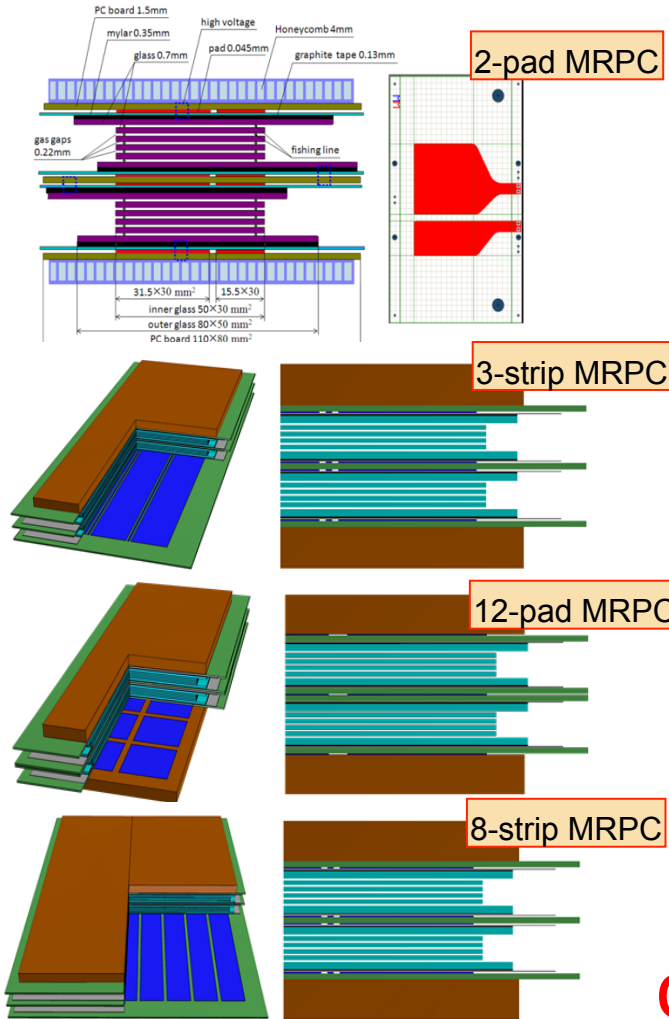 PC board 1.5mm
high voltage
Honeycomb 4mm
mylar 0.35mm
pad 0.045mm
graphite tape 0.13mm
glass 0.7mm
2-pad MRPC
gas gaps
0.22mm
fishing line
31.5×30 mm²
15.5×30
inner glass 50×30 mm²
outer glass 80×50 mm²
PC board 110×80 mm²
3-strip MRPC
12-pad MRPC
8-strip MRPC